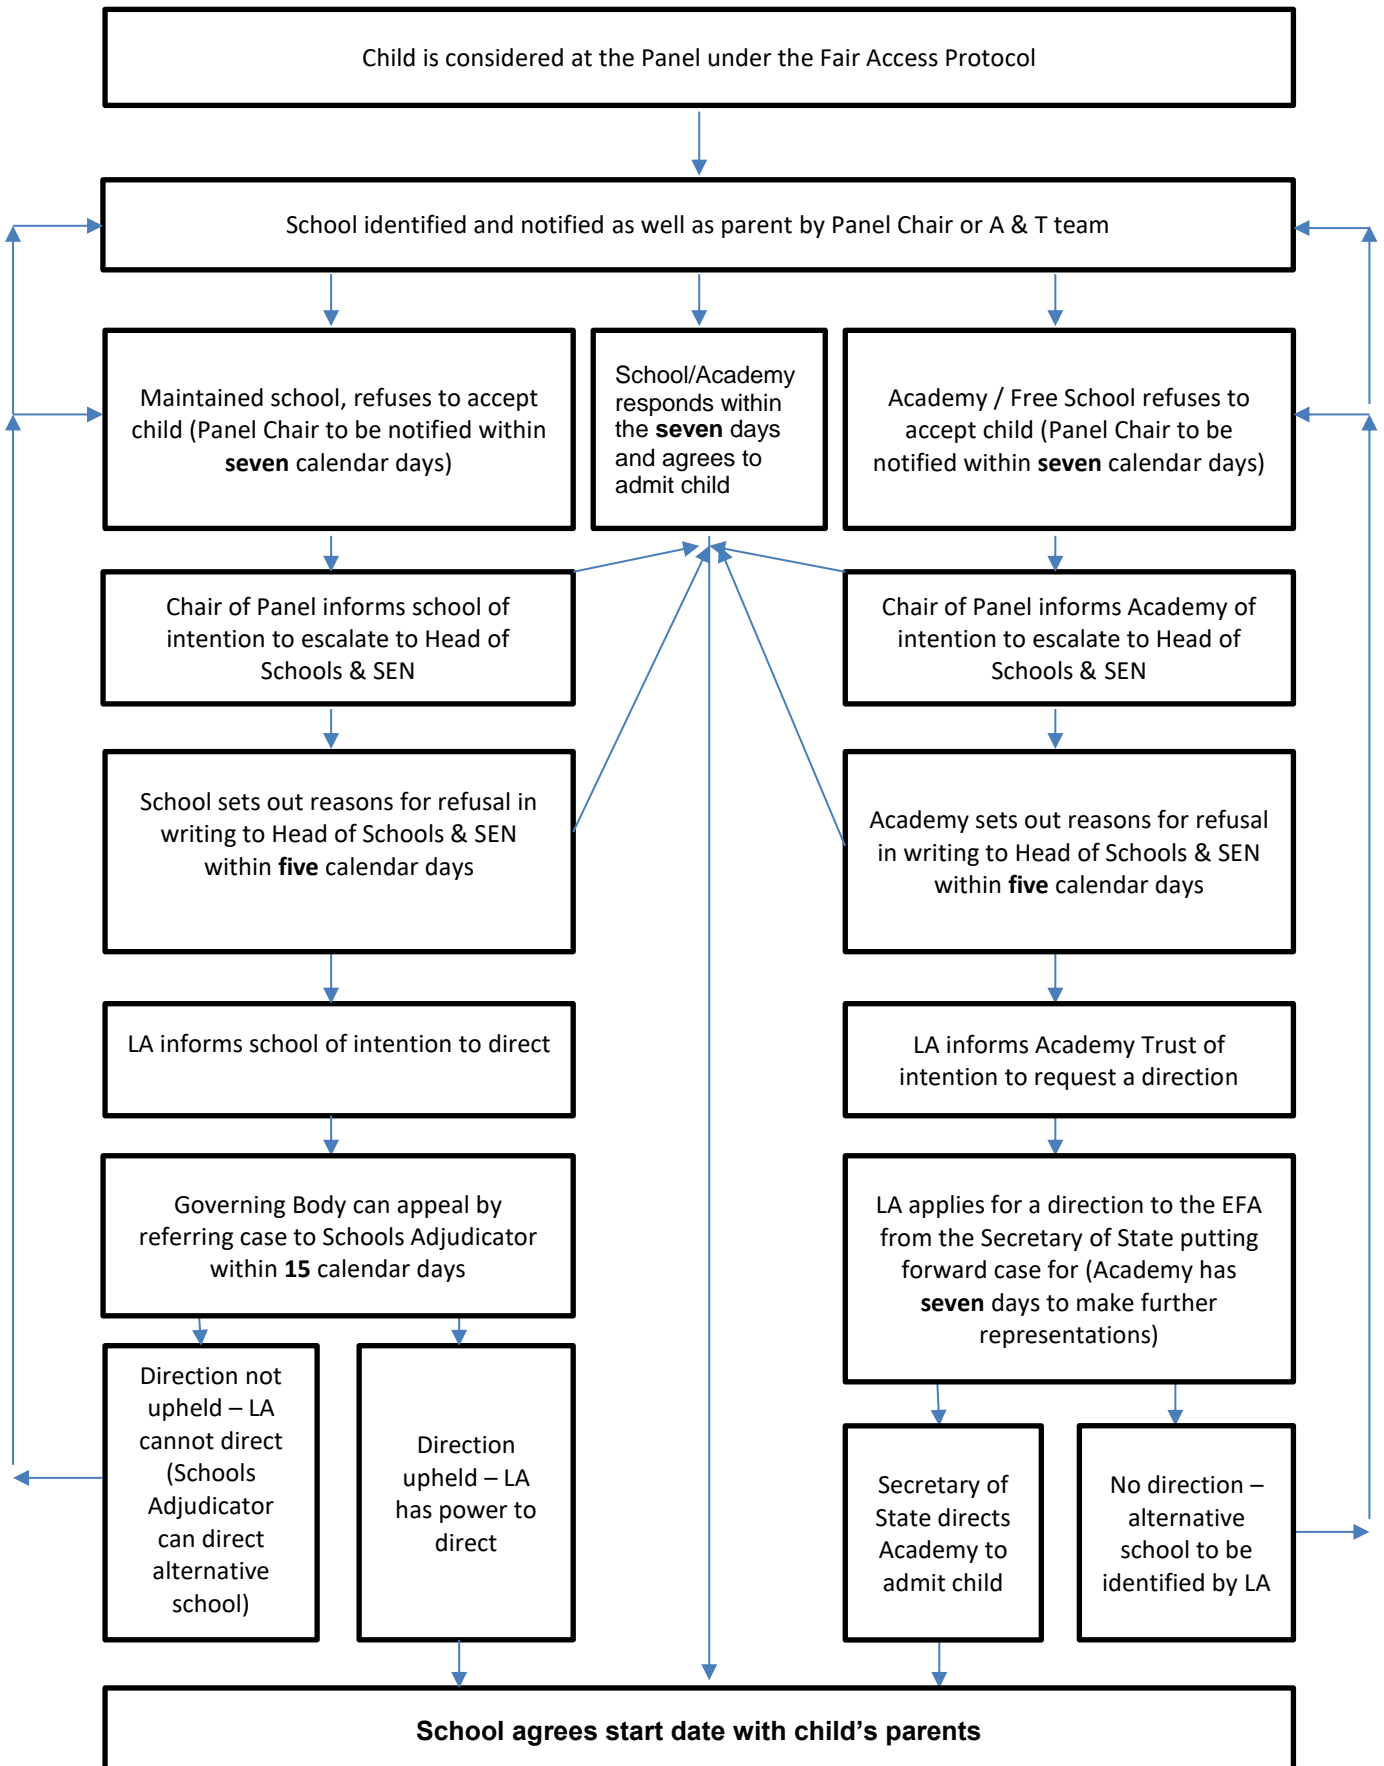 Child is considered at the Panel under the Fair Access Protocol
School identified and notified as well as parent by Panel Chair or A & T team
Maintained school, refuses to accept
child (Panel Chair to be notified within
seven calendar days)
School/Academy
responds within
the seven days
and agrees to
admit child
Academy / Free School refuses to
accept child (Panel Chair to be
notified within seven calendar days)
Chair of Panel informs school of
intention to escalate to Head of
Schools & SEN
Chair of Panel informs Academy of
intention to escalate to Head of
Schools & SEN
School sets out reasons for refusal in
writing to Head of Schools & SEN
within five calendar days
Academy sets out reasons for refusal
in writing to Head of Schools & SEN
within five calendar days
LA informs school of intention to direct
LA informs Academy Trust of
intention to request a direction
Governing Body can appeal by
referring case to Schools Adjudicator
within 15 calendar days
LA applies for a direction to the EFA
from the Secretary of State putting
forward case for (Academy has
seven days to make further
representations)
Direction not
upheld – LA
cannot direct
(Schools
Adjudicator
can direct
alternative
school)
Direction
upheld – LA
has power to
direct
Secretary of
State directs
Academy to
admit child
No direction –
alternative
school to be
identified by LA
School agrees start date with child's parents